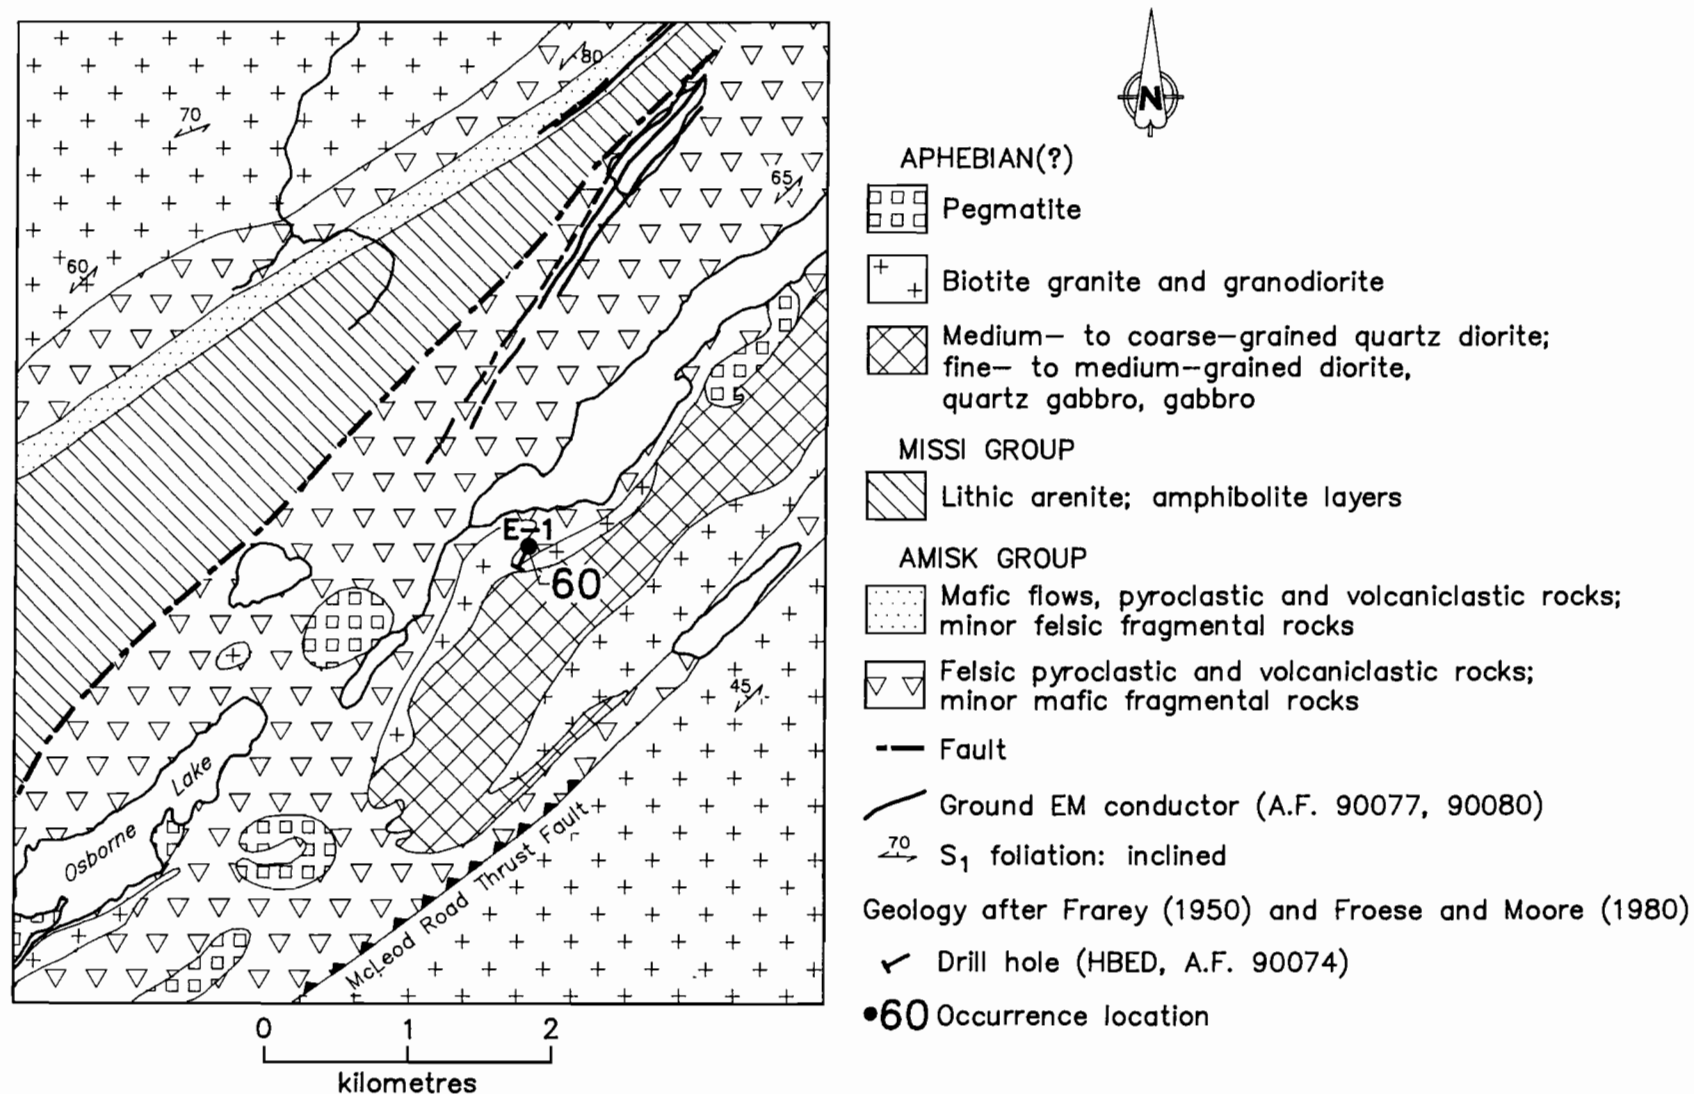 80
70
65
60
E-1
60
45
Osborne Lake
McLeod Road Thrust Fault
0 1 2
kilometres
N
APHEBIAN(?)
Pegmatite
Biotite granite and granodiorite
Medium- to coarse-grained quartz diorite;
fine- to medium-grained diorite,
quartz gabbro, gabbro
MISSI GROUP
Lithic arenite; amphibolite layers
AMISK GROUP
Mafic flows, pyroclastic and volcaniclastic rocks;
minor felsic fragmental rocks
Felsic pyroclastic and volcaniclastic rocks;
minor mafic fragmental rocks
Fault
Ground EM conductor (A.F. 90077, 90080)
70 S1 foliation: inclined
Geology after Frarey (1950) and Froese and Moore (1980)
Drill hole (HBED, A.F. 90074)
•60 Occurrence location